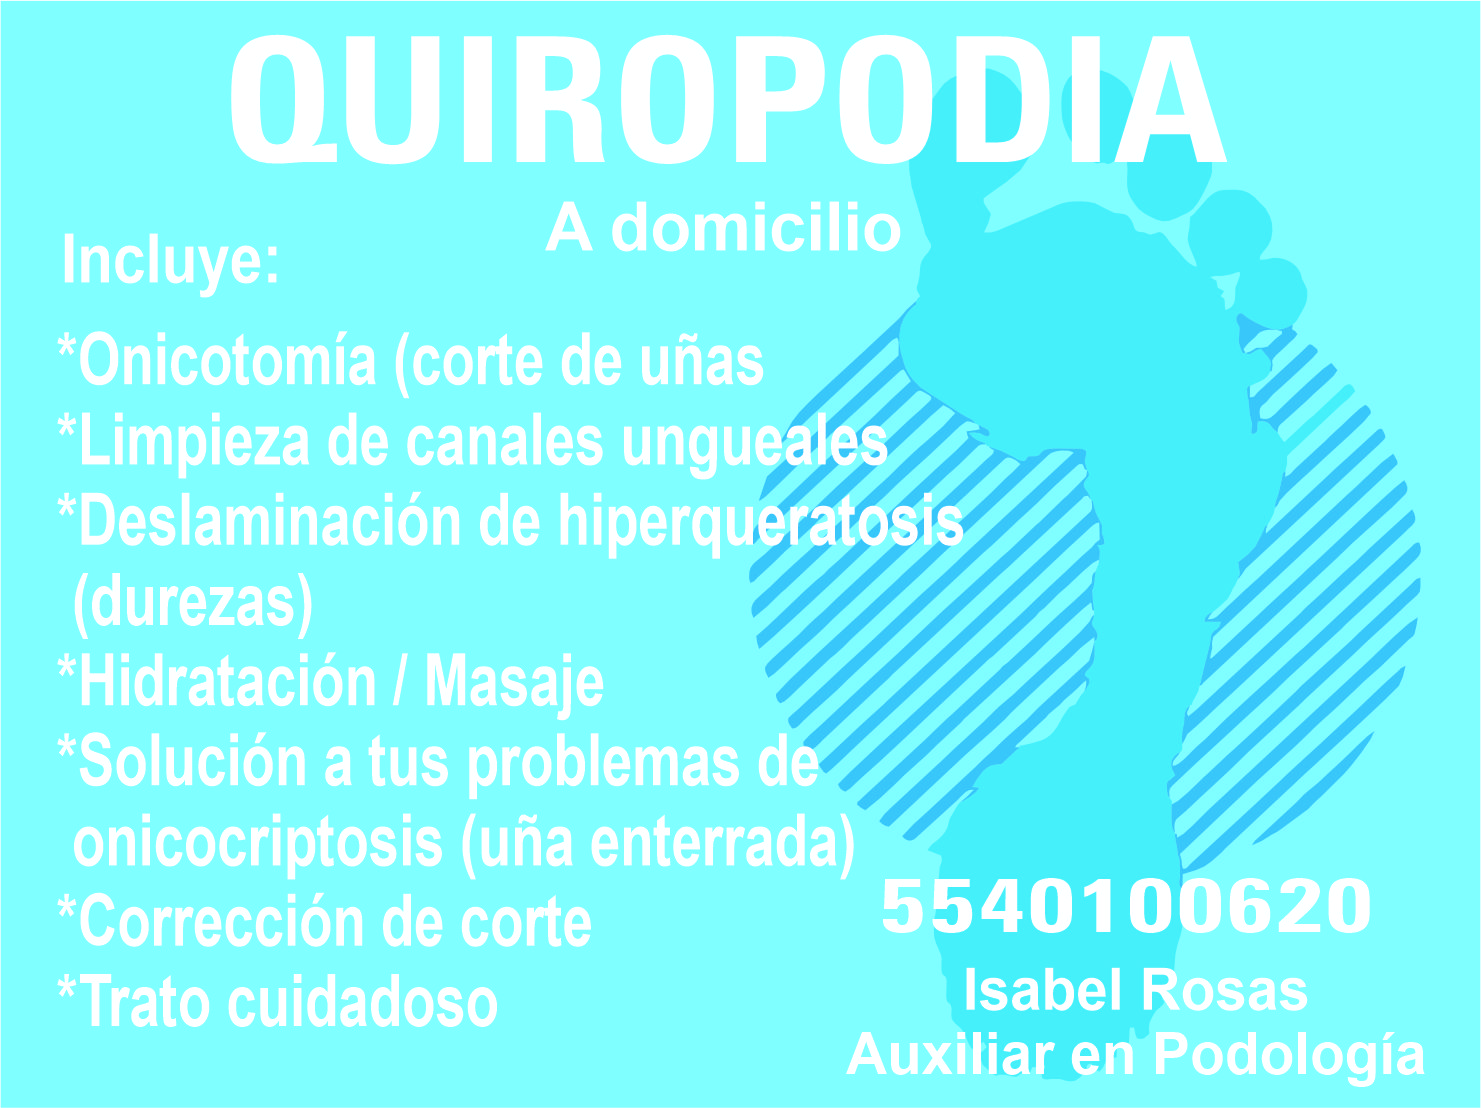 QUIROPODIA
A domicilio
Incluye:
*Onicotomía (corte de uñas
*Limpieza de canales ungueales
*Deslaminación de hiperqueratosis
(durezas)
*Hidratación / Masaje
*Solución a tus problemas de
onicocriptosis (uña enterrada)
*Corrección de corte
*Trato cuidadoso
5540100620
Isabel Rosas
Auxiliar en Podología